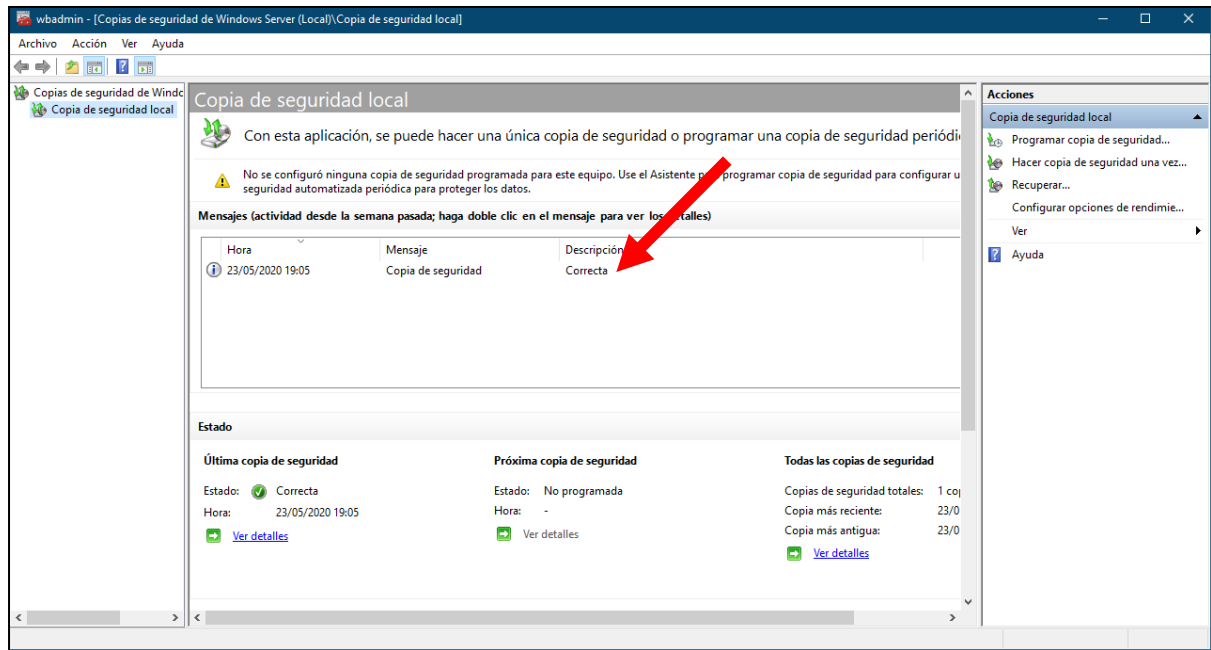 wbadmin - [Copias de seguridad de Windows Server (Local)\Copia de seguridad local]
Archivo Acción Ver Ayuda
Copias de seguridad de Windc
Copia de seguridad local
Copia de seguridad local
Con esta aplicación, se puede hacer una única copia de seguridad o programar una copia de seguridad periódi
No se configuró ninguna copia de seguridad programada para este equipo. Use el Asistente programar copia de seguridad para configurar u
seguridad automatizada periódica para proteger los datos.
Mensajes (actividad desde la semana pasada; haga doble clic en el mensaje para ver los detalles)
Hora Mensaje Descripción
23/05/2020 19:05 Copia de seguridad Correcta
Estado
Última copia de seguridad
Estado: Correcta
Hora: 23/05/2020 19:05
Ver detalles
Próxima copia de seguridad
Estado: No programada
Hora: -
Ver detalles
Todas las copias de seguridad
Copias de seguridad totales: 1 cop
Copia más reciente: 23/0
Copia más antigua: 23/0
Ver detalles
Acciones
Copia de seguridad local
Programar copia de seguridad...
Hacer copia de seguridad una vez...
Recuperar...
Configurar opciones de rendimie...
Ver
Ayuda